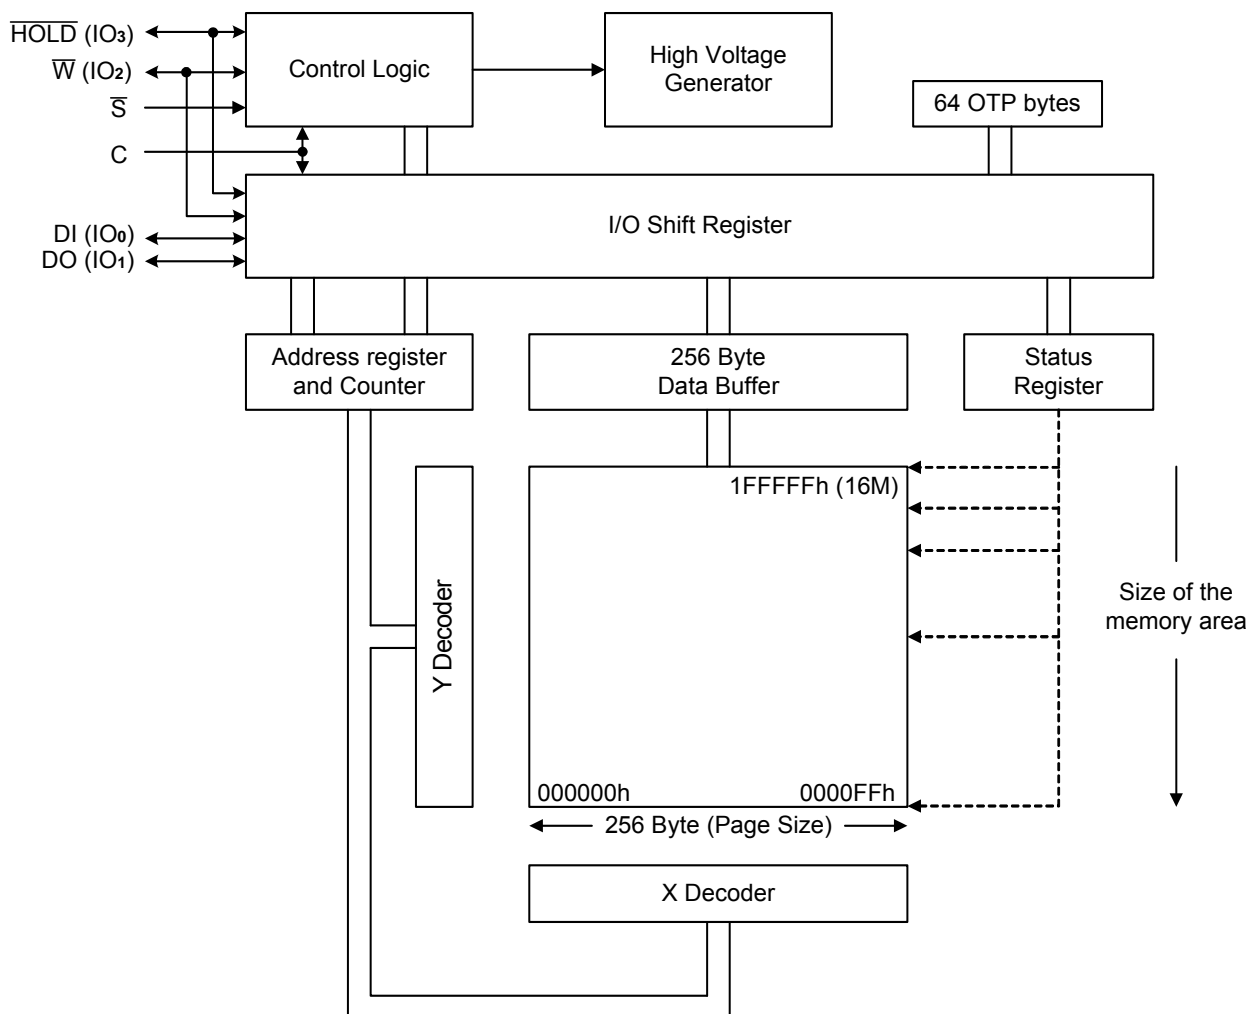 HOLD (IO3)
W (IO2)
S
C
DI (IO0)
DO (IO1)
Control Logic
High Voltage
Generator
64 OTP bytes
I/O Shift Register
Address register
and Counter
256 Byte
Data Buffer
Status
Register
1FFFFFh (16M)
Y Decoder
Size of the
memory area
000000h
0000FFh
256 Byte (Page Size)
X Decoder